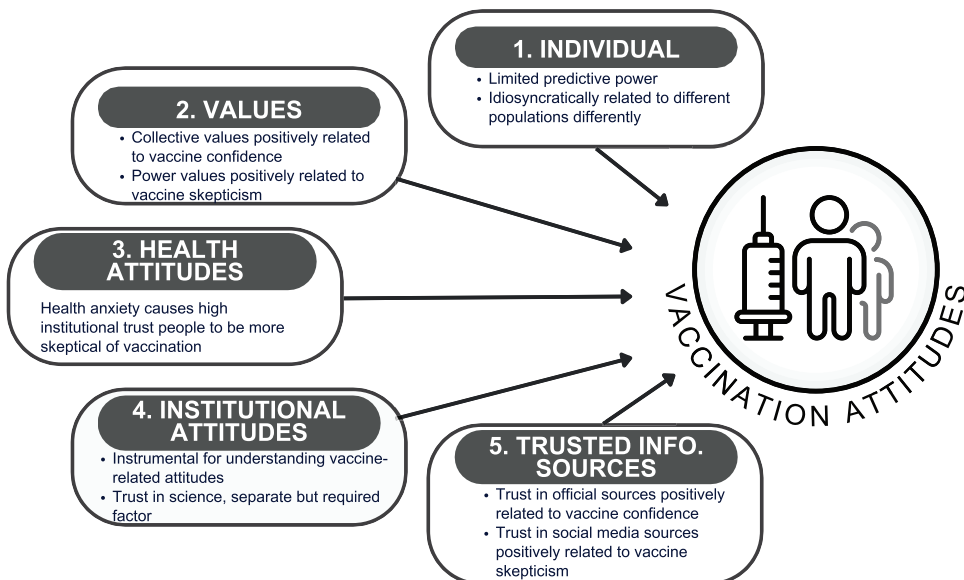 1. INDIVIDUAL
• Limited predictive power
• Idiosyncratically related to different
populations differently
2. VALUES
• Collective values positively related
to vaccine confidence
• Power values positively related to
vaccine skepticism
3. HEALTH
ATTITUDES
Health anxiety causes high
institutional trust people to be more
skeptical of vaccination
4. INSTITUTIONAL
ATTITUDES
• Instrumental for understanding vaccine-
related attitudes
• Trust in science, separate but required
factor
5. TRUSTED INFO.
SOURCES
• Trust in official sources positively
related to vaccine confidence
• Trust in social media sources
positively related to vaccine
skepticism
VACCINATION ATTITUDES